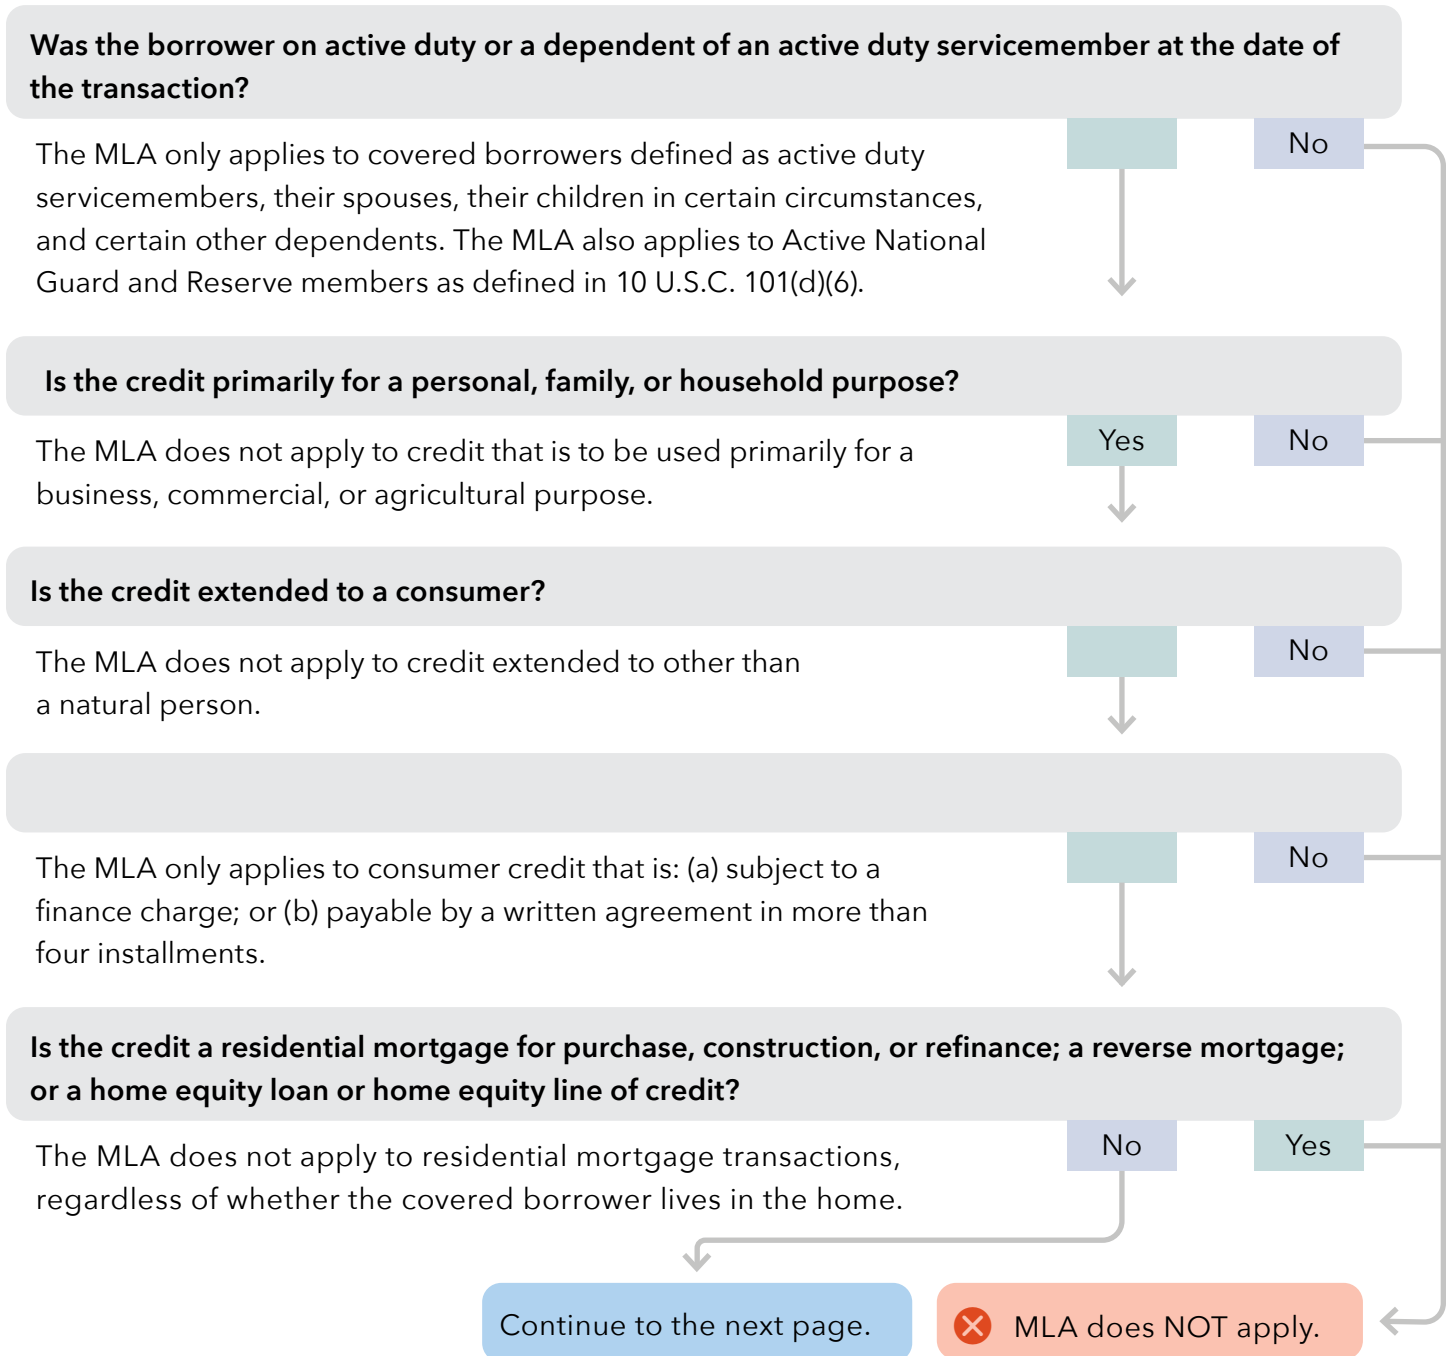 Was the borrower on active duty or a dependent of an active duty servicemember at the date of
the transaction?
The MLA only applies to covered borrowers defined as active duty
servicemembers, their spouses, their children in certain circumstances,
and certain other dependents. The MLA also applies to Active National
Guard and Reserve members as defined in 10 U.S.C. 101(d)(6).
No
Is the credit primarily for a personal, family, or household purpose?
The MLA does not apply to credit that is to be used primarily for a
business, commercial, or agricultural purpose.
Yes
No
Is the credit extended to a consumer?
The MLA does not apply to credit extended to other than
a natural person.
No
The MLA only applies to consumer credit that is: (a) subject to a
finance charge; or (b) payable by a written agreement in more than
four installments.
No
Is the credit a residential mortgage for purchase, construction, or refinance; a reverse mortgage;
or a home equity loan or home equity line of credit?
The MLA does not apply to residential mortgage transactions,
regardless of whether the covered borrower lives in the home.
No
Yes
Continue to the next page.
MLA does NOT apply.